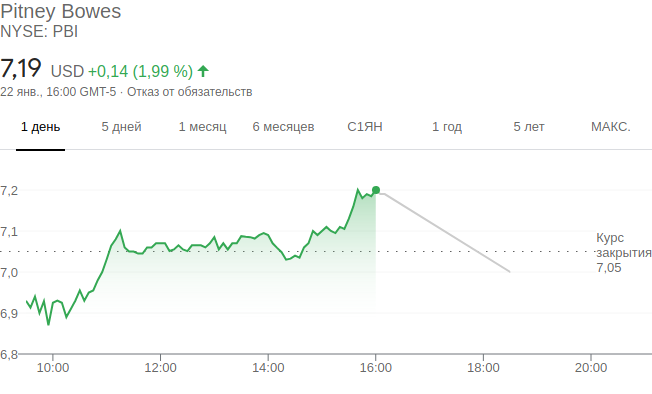 Pitney Bowes
NYSE: PBI
7,19 USD +0,14 (1,99 %)
22 янв., 16:00 GMT-5 · Отказ от обязательств
1 день 5 дней 1 месяц 6 месяцев С1ЯН 1 год 5 лет МАКС.
7,2
7,1
Курс
закрытия
7,05
7,0
6,9
6,8
10:00 12:00 14:00 16:00 18:00 20:00